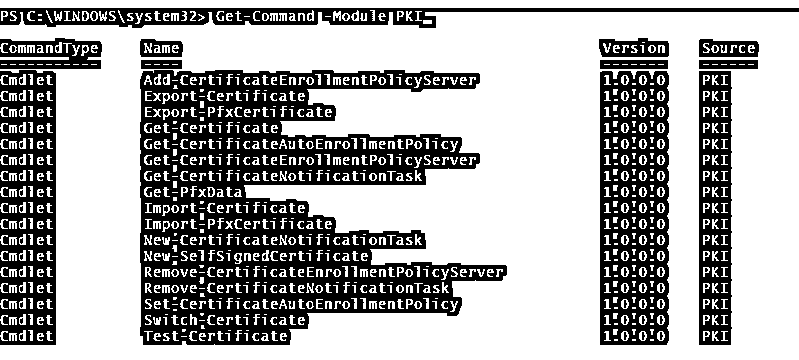 PS C:\WINDOWS\system32> Get-Command -Module PKI
CommandType Name Version Source
----------- ---- ------- ------
Cmdlet Add-CertificateEnrollmentPolicyServer 1.0.0.0 PKI
Cmdlet Export-Certificate 1.0.0.0 PKI
Cmdlet Export-PfxCertificate 1.0.0.0 PKI
Cmdlet Get-Certificate 1.0.0.0 PKI
Cmdlet Get-CertificateAutoEnrollmentPolicy 1.0.0.0 PKI
Cmdlet Get-CertificateEnrollmentPolicyServer 1.0.0.0 PKI
Cmdlet Get-CertificateNotificationTask 1.0.0.0 PKI
Cmdlet Get-PfxData 1.0.0.0 PKI
Cmdlet Import-Certificate 1.0.0.0 PKI
Cmdlet Import-PfxCertificate 1.0.0.0 PKI
Cmdlet New-CertificateNotificationTask 1.0.0.0 PKI
Cmdlet New-SelfSignedCertificate 1.0.0.0 PKI
Cmdlet Remove-CertificateEnrollmentPolicyServer 1.0.0.0 PKI
Cmdlet Remove-CertificateNotificationTask 1.0.0.0 PKI
Cmdlet Set-CertificateAutoEnrollmentPolicy 1.0.0.0 PKI
Cmdlet Switch-Certificate 1.0.0.0 PKI
Cmdlet Test-Certificate 1.0.0.0 PKI